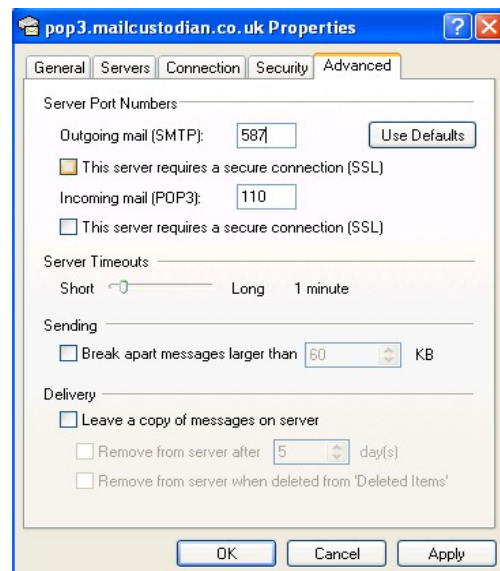 pop3.mailcustodian.co.uk Properties
General Servers Connection Security Advanced
Server Port Numbers
Outgoing mail (SMTP): 587 Use Defaults
This server requires a secure connection (SSL)
Incoming mail (POP3): 110
This server requires a secure connection (SSL)
Server Timeouts
Short Long 1 minute
Sending
Break apart messages larger than 60 KB
Delivery
Leave a copy of messages on server
Remove from server after 5 day(s)
Remove from server when deleted from 'Deleted Items'
OK Cancel Apply